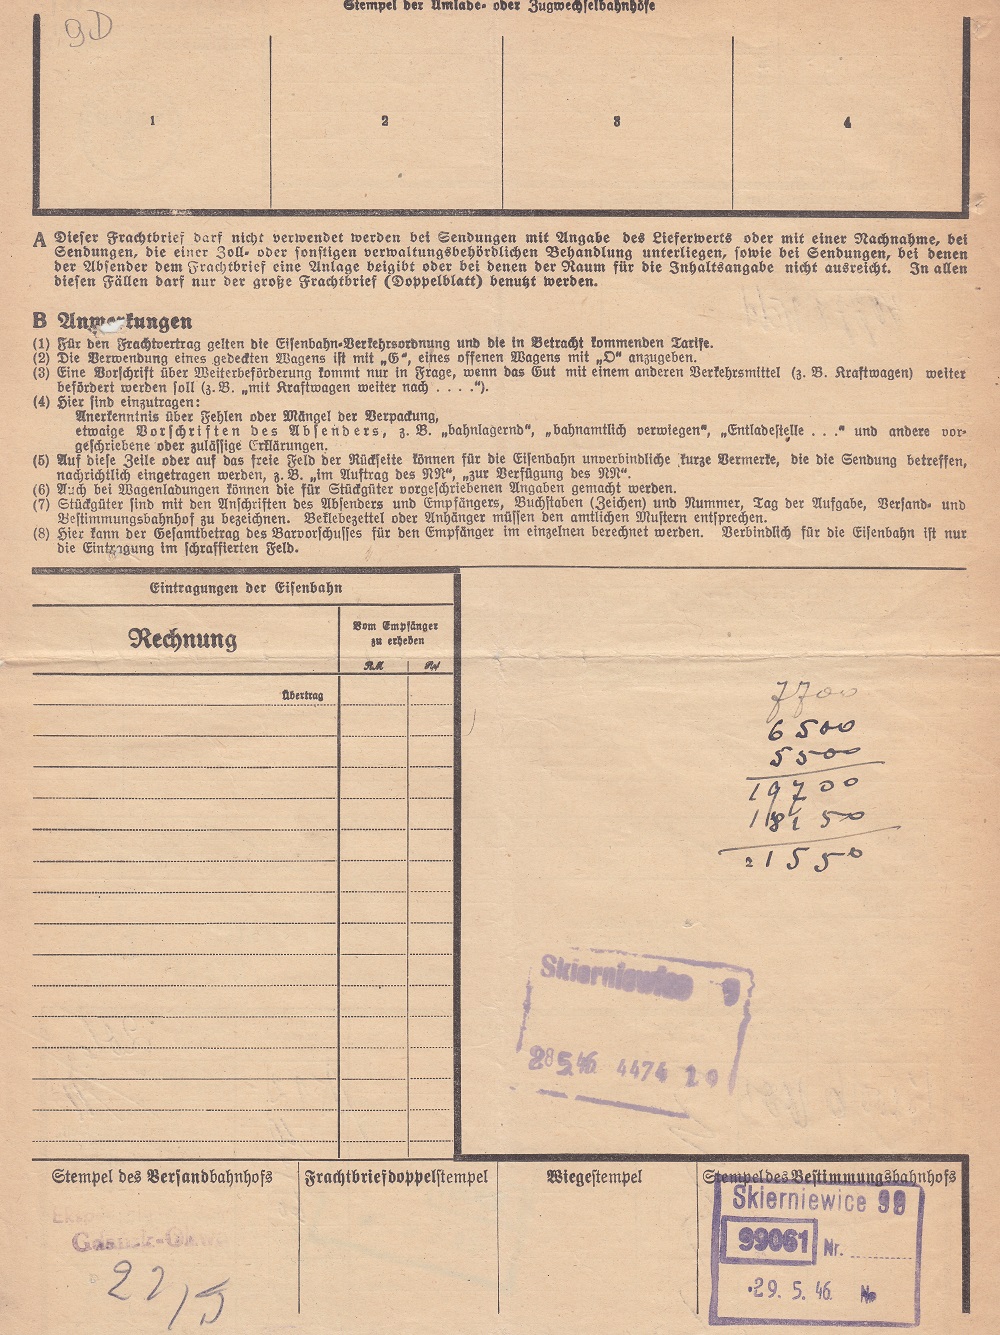 Stempel der Umlade- oder Zugwechselbahnhöfe
9D
1 2 3 4
A Dieser Frachtbrief darf nicht verwendet werden bei Sendungen mit Angabe des Lieferwerts oder mit einer Nachnahme, bei
Sendungen, die einer Zoll- oder sonstigen verwaltungsbehördlichen Behandlung unterliegen, sowie bei Sendungen, bei denen
der Absender dem Frachtbrief eine Anlage beigibt oder bei denen der Raum für die Inhaltsangabe nicht ausreicht. In allen
diesen Fällen darf nur der große Frachtbrief (Doppelblatt) benutzt werden.
B Anmerkungen
(1) Für den Frachtvertrag gelten die Eisenbahn-Verkehrsordnung und die in Betracht kommenden Tarife.
(2) Die Verwendung eines gedeckten Wagens ist mit „G“, eines offenen Wagens mit „O“ anzugeben.
(3) Eine Vorschrift über Weiterbeförderung kommt nur in Frage, wenn das Gut mit einem anderen Verkehrsmittel (z. B. Kraftwagen) weiter
befördert werden soll (z. B. „mit Kraftwagen weiter nach . . . .“).
(4) Hier sind einzutragen:
Anerkenntnis über Fehlen oder Mängel der Verpackung,
etwaige Vorschriften des Absenders, z. B. „bahnlagernd“, „bahnamtlich verwiegen“, „Entladestelle . . .“ und andere vor-
geschriebene oder zulässige Erklärungen.
(5) Auf diese Zeile oder auf das freie Feld der Rückseite können für die Eisenbahn unverbindliche kurze Vermerke, die die Sendung betreffen,
nachrichtlich eingetragen werden, z. B. „im Auftrag des NN“, „zur Verfügung des NN“.
(6) Auch bei Wagenladungen können die für Stückgüter vorgeschriebenen Angaben gemacht werden.
(7) Stückgüter sind mit den Anschriften des Absenders und Empfängers, Buchstaben (Zeichen) und Nummer, Tag der Aufgabe, Versand- und
Bestimmungsbahnhof zu bezeichnen. Beklebezettel oder Anhänger müssen den amtlichen Mustern entsprechen.
(8) Hier kann der Gesamtbetrag des Barvorschusses für den Empfänger im einzelnen berechnet werden. Verbindlich für die Eisenbahn ist nur
die Eintragung im schraffierten Feld.
Eintragungen der Eisenbahn
Rechnung
Vom Empfänger
zu erheben
RM Rpf
Übertrag
7700
6500
5500
19700
18150
21550
Skierniewice 9
28 5. 46 4474
Stempel des Versandbahnhofs
Frachtbriefdoppelstempel
Wiegestempel
Stempel des Bestimmungsbahnhofs
22/5
Skierniewice 99
99061 Nr.
29. 5. 46